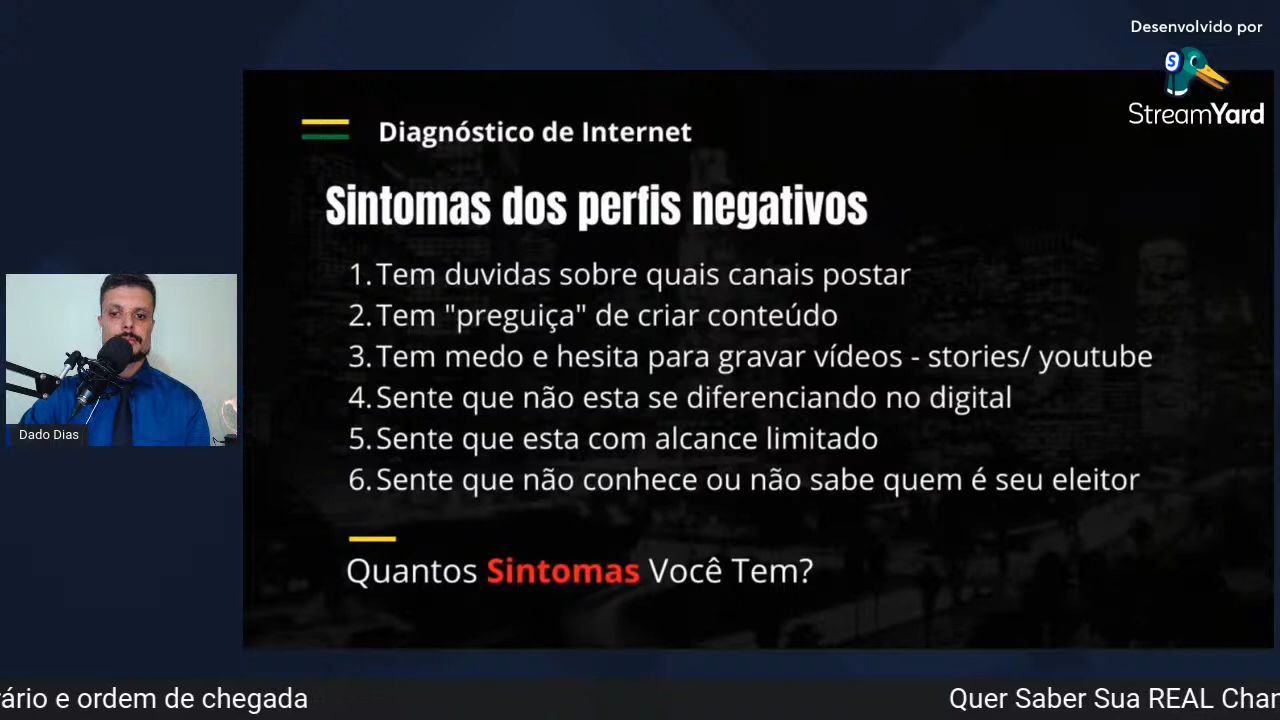 Desenvolvido por
StreamYard
Diagnóstico de Internet
Sintomas dos perfis negativos
1. Tem duvidas sobre quais canais postar
2. Tem "preguiça" de criar conteúdo
3. Tem medo e hesita para gravar vídeos - stories/ youtube
4. Sente que não esta se diferenciando no digital
5. Sente que esta com alcance limitado
6. Sente que não conhece ou não sabe quem é seu eleitor
Quantos Sintomas Você Tem?
Dado Dias
e ordem de chegada
Quer Saber Sua REAL